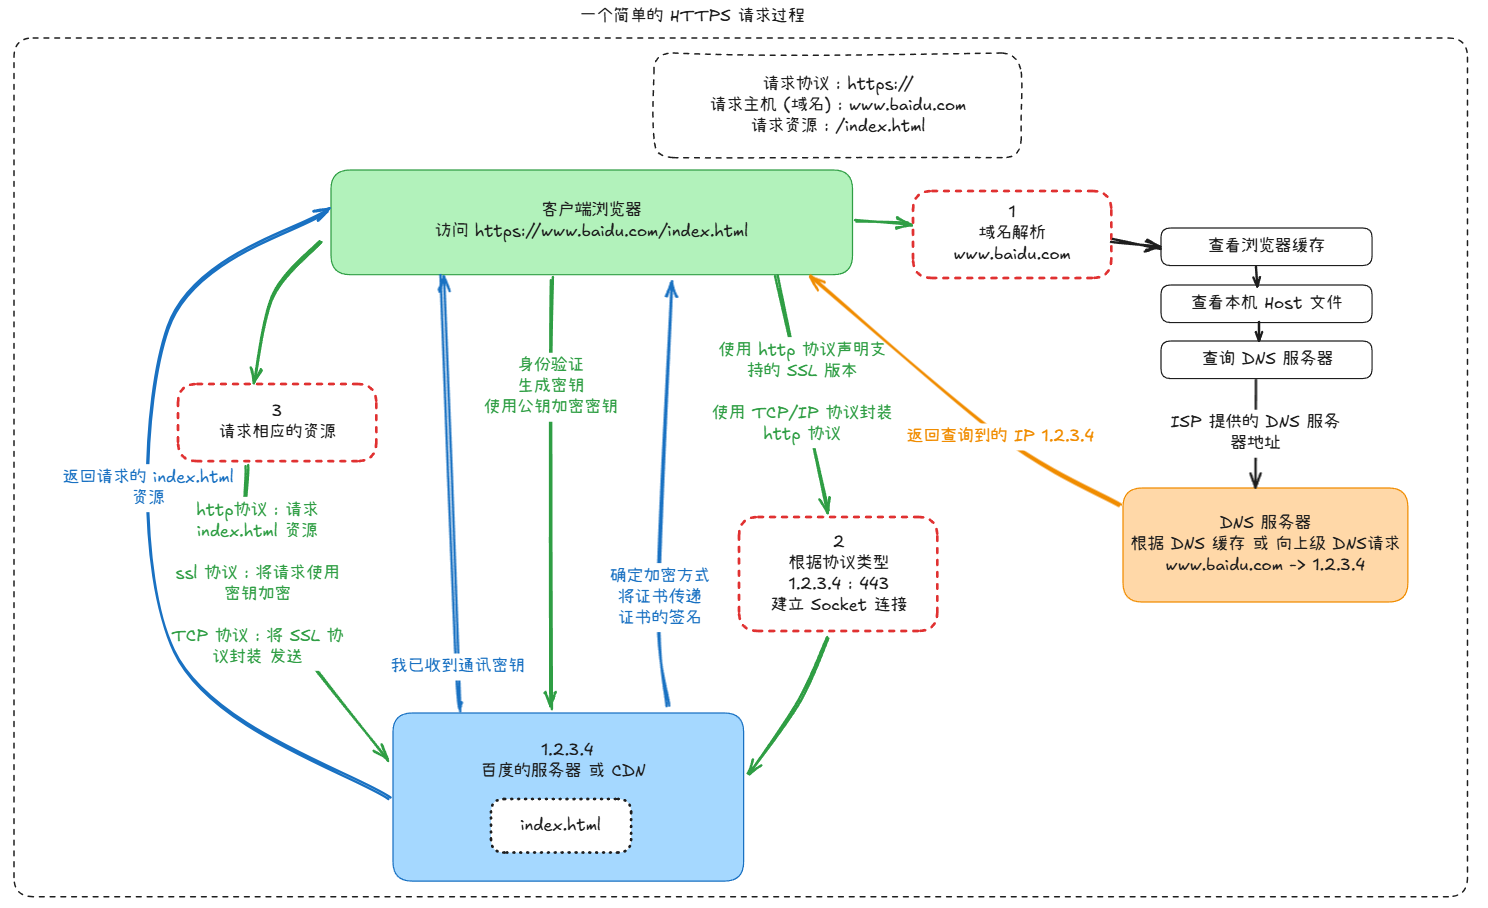 一个简单的 HTTPS 请求过程
请求协议：https://
请求主机 (域名)：www.baidu.com
请求资源：/index.html
客户端浏览器
访问 https://www.baidu.com/index.html
1
域名解析
www.baidu.com
查看浏览器缓存
查看本机 Host 文件
查询 DNS 服务器
ISP 提供的 DNS 服务
器地址
DNS 服务器
根据 DNS 缓存 或 向上级 DNS请求
www.baidu.com -> 1.2.3.4
返回查询到的 IP 1.2.3.4
使用 http 协议声明支
持的 SSL 版本
使用 TCP/IP 协议封装
http 协议
2
根据协议类型
1.2.3.4：443
建立 Socket 连接
确定加密方式
将证书传递
证书的签名
身份验证
生成密钥
使用公钥加密密钥
我已收到通讯密钥
3
请求相应的资源
http协议：请求
index.html 资源
ssl 协议：将请求使用
密钥加密
TCP 协议：将 SSL 协
议封装 发送
返回请求的 index.html
资源
1.2.3.4
百度的服务器 或 CDN
index.html